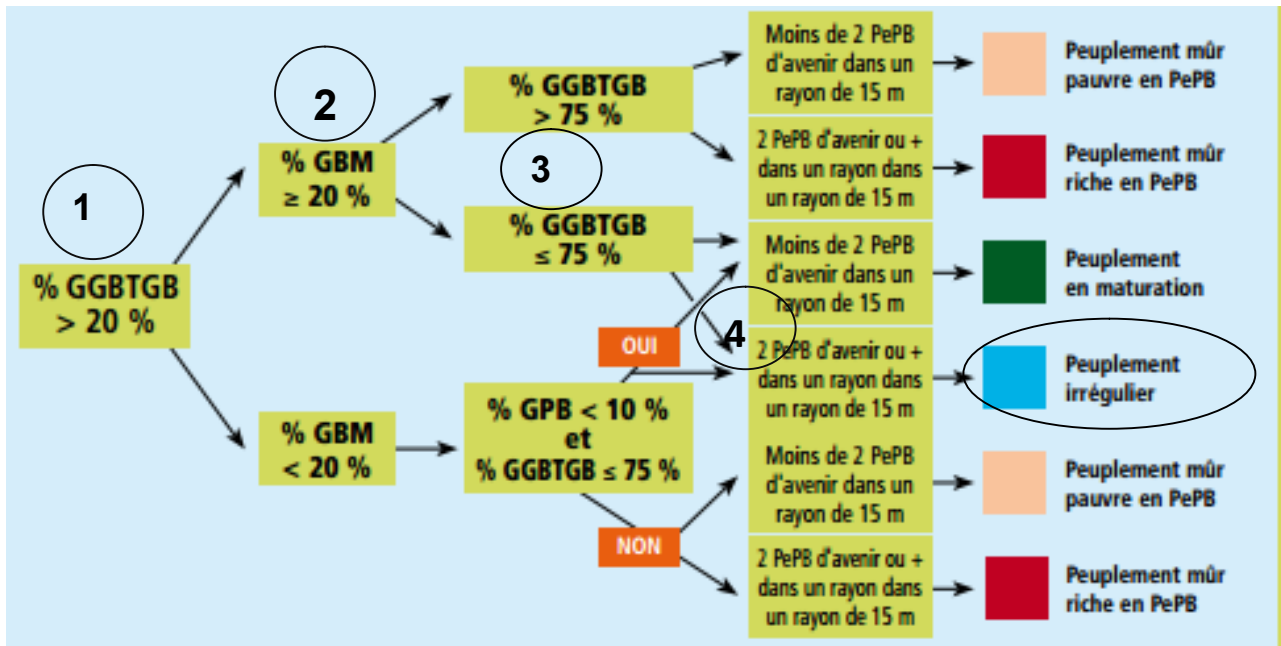 1
% GGBTGB
> 20 %
2
% GBM
≥ 20 %
% GBM
< 20 %
% GGBTGB
> 75 %
3
% GGBTGB
≤ 75 %
OUI
% GPB < 10 %
et
% GGBTGB ≤ 75 %
NON
Moins de 2 PePB
d'avenir dans un
rayon de 15 m
2 PePB d'avenir ou +
dans un rayon dans
un rayon de 15 m
Moins de 2 PePB
d'avenir dans un
rayon de 15 m
4
2 PePB d'avenir ou +
dans un rayon dans
un rayon de 15 m
Moins de 2 PePB
d'avenir dans un
rayon de 15 m
2 PePB d'avenir ou +
dans un rayon dans
un rayon de 15 m
Peuplement mûr
pauvre en PePB
Peuplement mûr
riche en PePB
Peuplement
en maturation
Peuplement
irrégulier
Peuplement mûr
pauvre en PePB
Peuplement mûr
riche en PePB